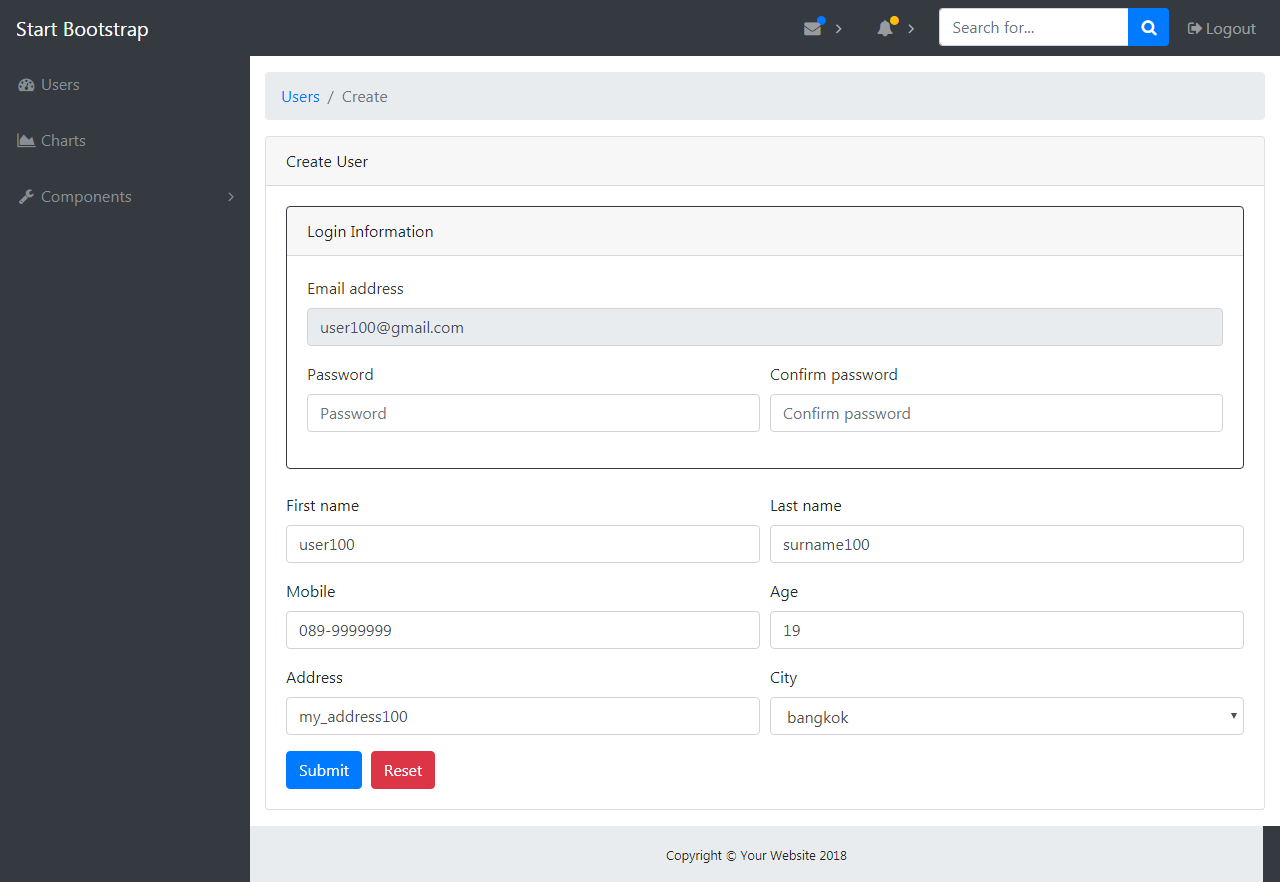 Start Bootstrap
Search for...
Logout
Users
Charts
Components
Users / Create
Create User
Login Information
Email address
user100@gmail.com
Password Confirm password
Password Confirm password
First name Last name
user100 surname100
Mobile Age
089-9999999 19
Address City
my_address100 bangkok
Submit Reset
Copyright © Your Website 2018